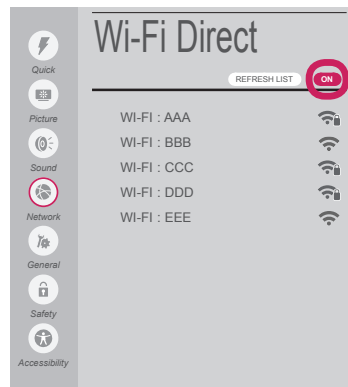 Wi-Fi Direct
REFRESH LIST ON
Quick
Picture
Sound
Network
General
Safety
Accessibility
WI-FI : AAA
WI-FI : BBB
WI-FI : CCC
WI-FI : DDD
WI-FI : EEE